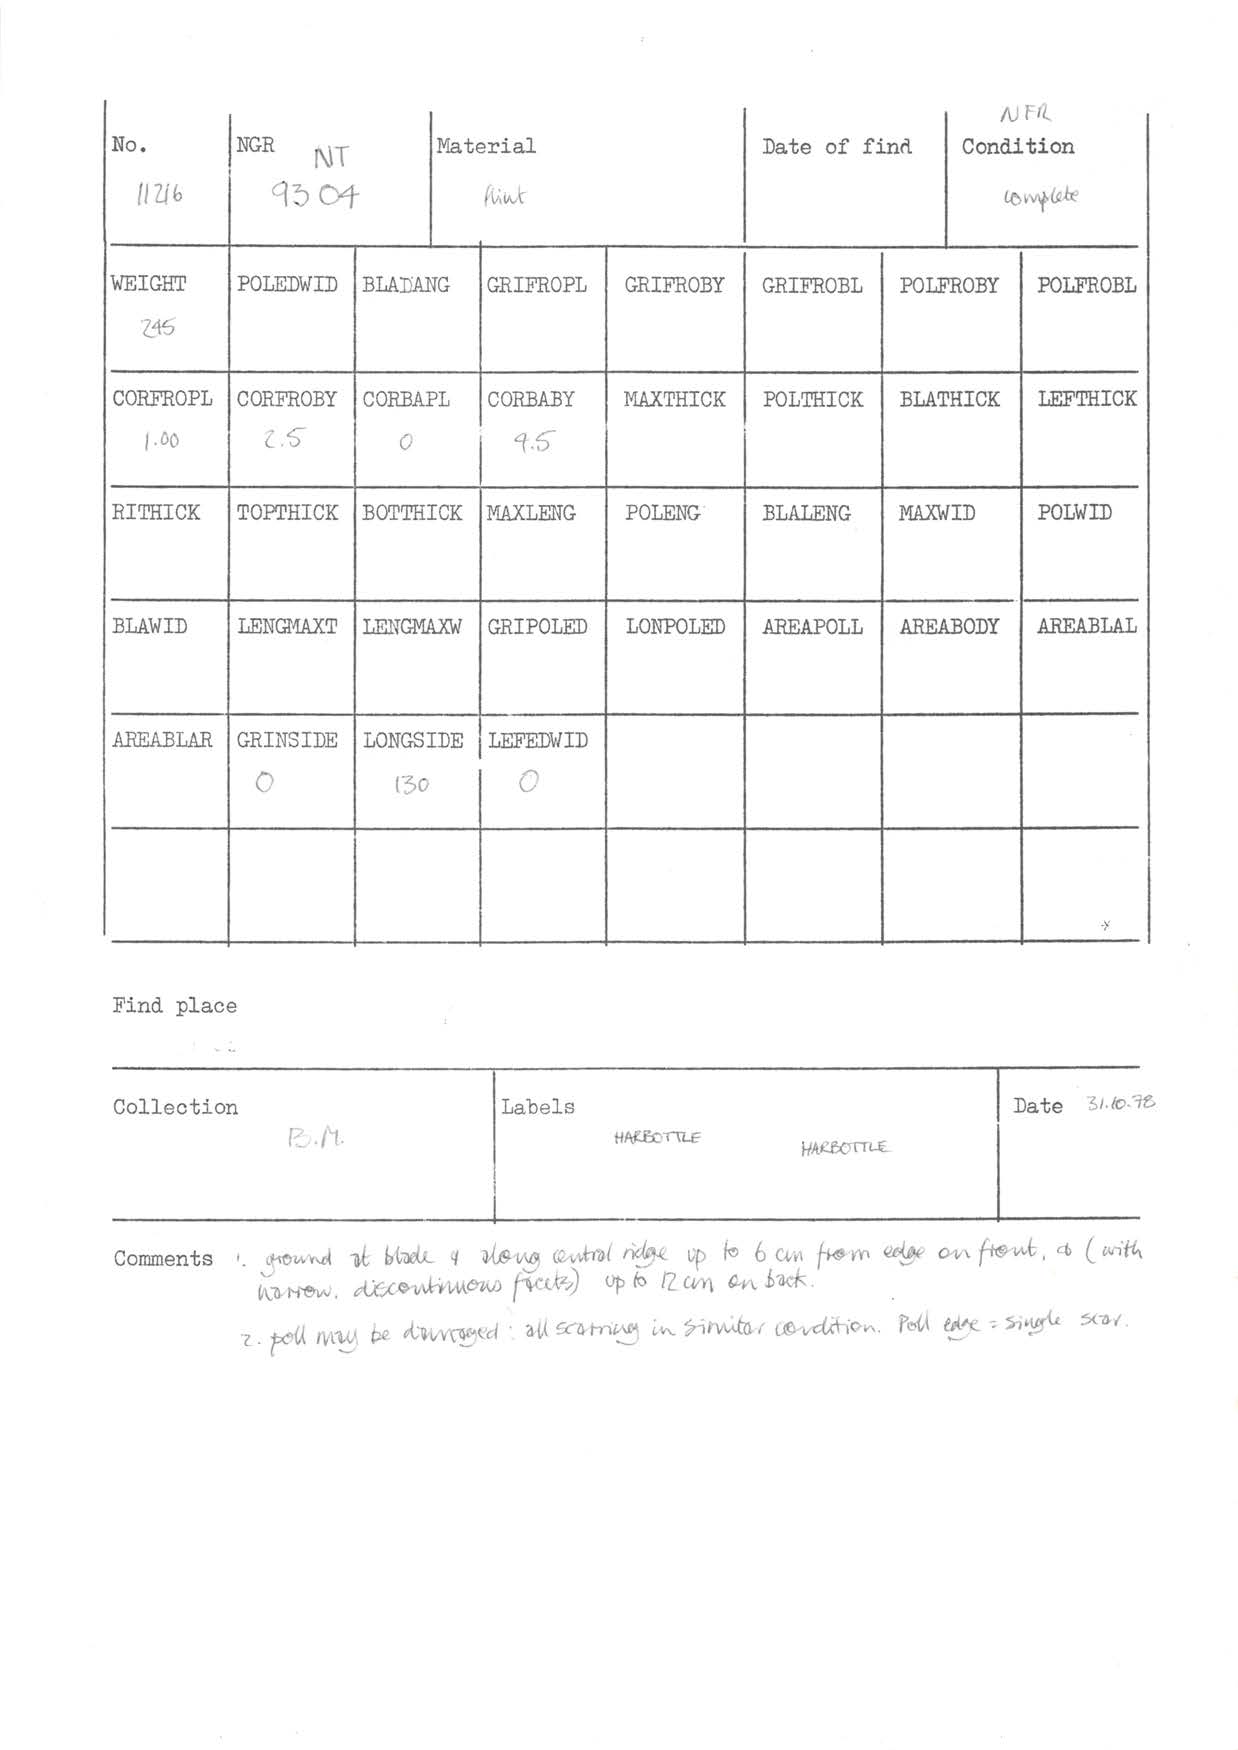 NFR
No. NGR NT Material Date of find Condition
11216 93 04 flint complete
WEIGHT POLEDWID BLADANG GRIFROPL GRIFROBY GRIFROBL POLFROBY POLFROBL
245
CORFROPL CORFROBY CORBAPL CORBABY MAXTHICK POLTHICK BLATHICK LEFTHICK
1.00 2.5 0 9.5
RITHICK TOPTHICK BOTTHICK MAXLENG POLENG BLALENG MAXWID POLWID
BLAWID LENGMAXT LENGMAXW GRIPOLED LONPOLED AREAPOLL AREABODY AREABLAL
AREABLAR GRINSIDE LONGSIDE LEFEDWID
0 130 0
Find place
Collection Labels Date 31.10.78
B.M. HARBOTTLE HARBOTTLE
Comments 1. ground at blade & along central ridge up to 6 cm from edge on front, & (with
narrow, discontinuous facets) up to 12 cm on back.
2. poll may be damaged : all scarring in similar condition. Poll edge = single scar.